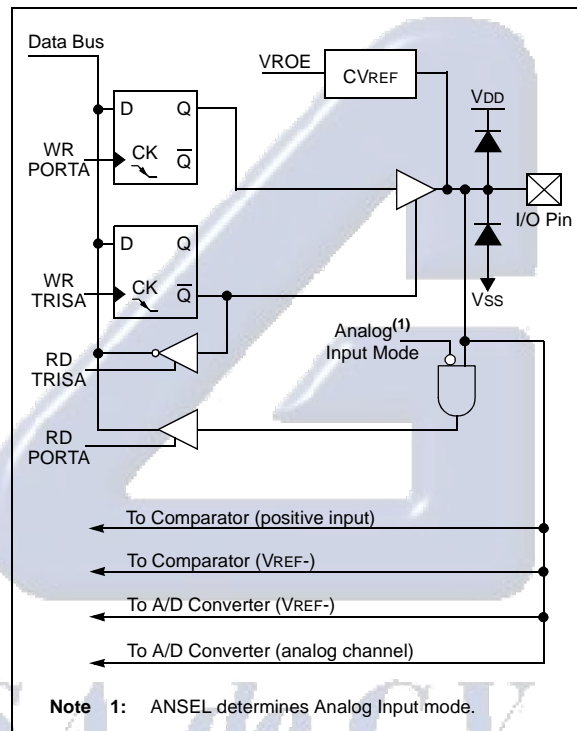 Data Bus
VROE
CVREF
VDD
D Q
WR
PORTA
CK
Q
I/O Pin
D Q
WR
TRISA
CK
Q
VSS
Analog(1)
Input Mode
RD
TRISA
RD
PORTA
To Comparator (positive input)
To Comparator (VREF-)
To A/D Converter (VREF-)
To A/D Converter (analog channel)
Note 1: ANSEL determines Analog Input mode.